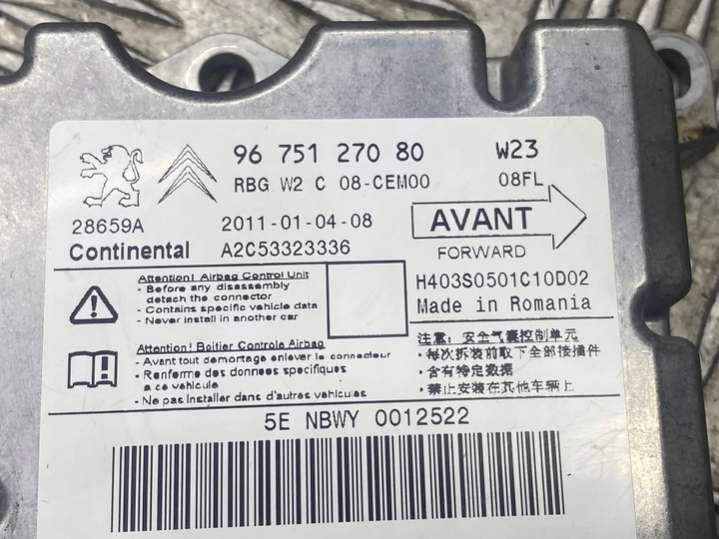 96 751 270 80 W23
RBG W2 C 08-CEM00 08FL
28659A 2011-01-04-08 AVANT
Continental A2C53323336 FORWARD
Attention! Airbag Control Unit
- Before any disassembly
detach the connector
- Contains specific vehicle data
- Never install in another car
H403S0501C10D02
Made in Romania
Attention! Boitier Controle Airbag
- Avant tout demortage enlever le connecteur
- Renferme des donnees specifiques
a ce vehicule
- Ne pas installer dans d'autres vehicules
注意: 安全气囊控制单元
· 每次拆装前取下全部接插件
· 含有特定数据
· 禁止安装在其他车辆上
5E NBWY 0012522